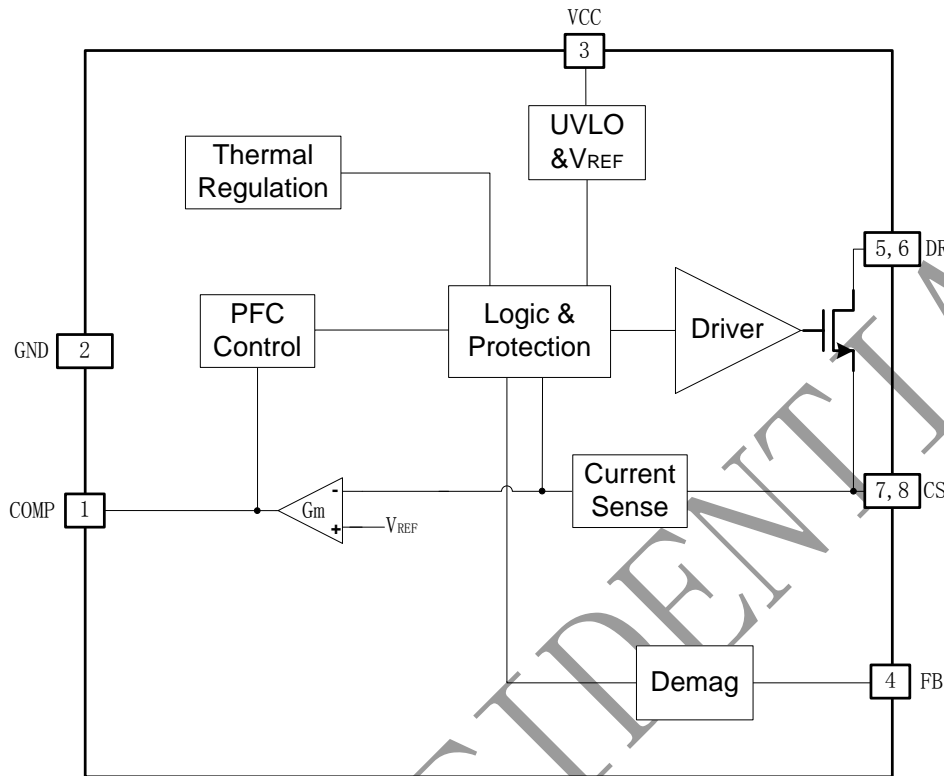 VCC
3
UVLO
&VREF
Thermal
Regulation
5,6 DR
PFC
Control
Logic &
Protection
Driver
GND 2
COMP 1
-
Gm
+
VREF
Current
Sense
7,8 CS
Demag
4 FB